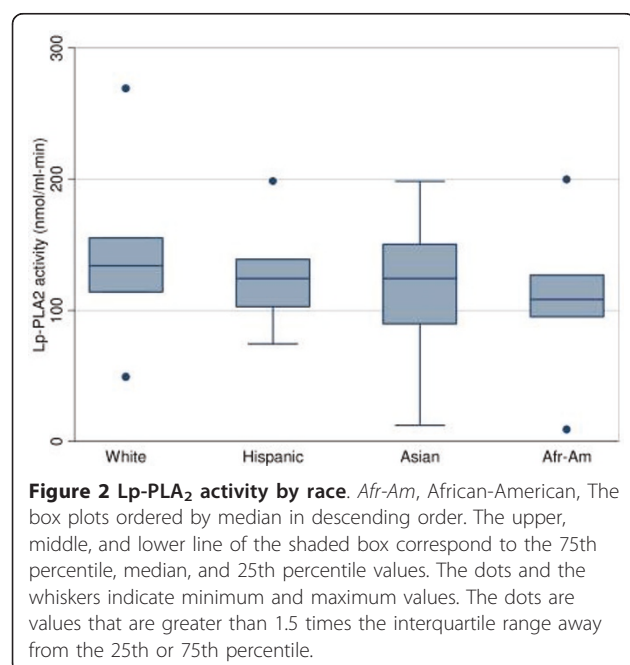 300
200
100
0
Lp-PLA2 activity (nmol/ml-min)
White Hispanic Asian Afr-Am
Figure 2 Lp-PLA₂ activity by race. Afr-Am, African-American, The
box plots ordered by median in descending order. The upper,
middle, and lower line of the shaded box correspond to the 75th
percentile, median, and 25th percentile values. The dots and the
whiskers indicate minimum and maximum values. The dots are
values that are greater than 1.5 times the interquartile range away
from the 25th or 75th percentile.